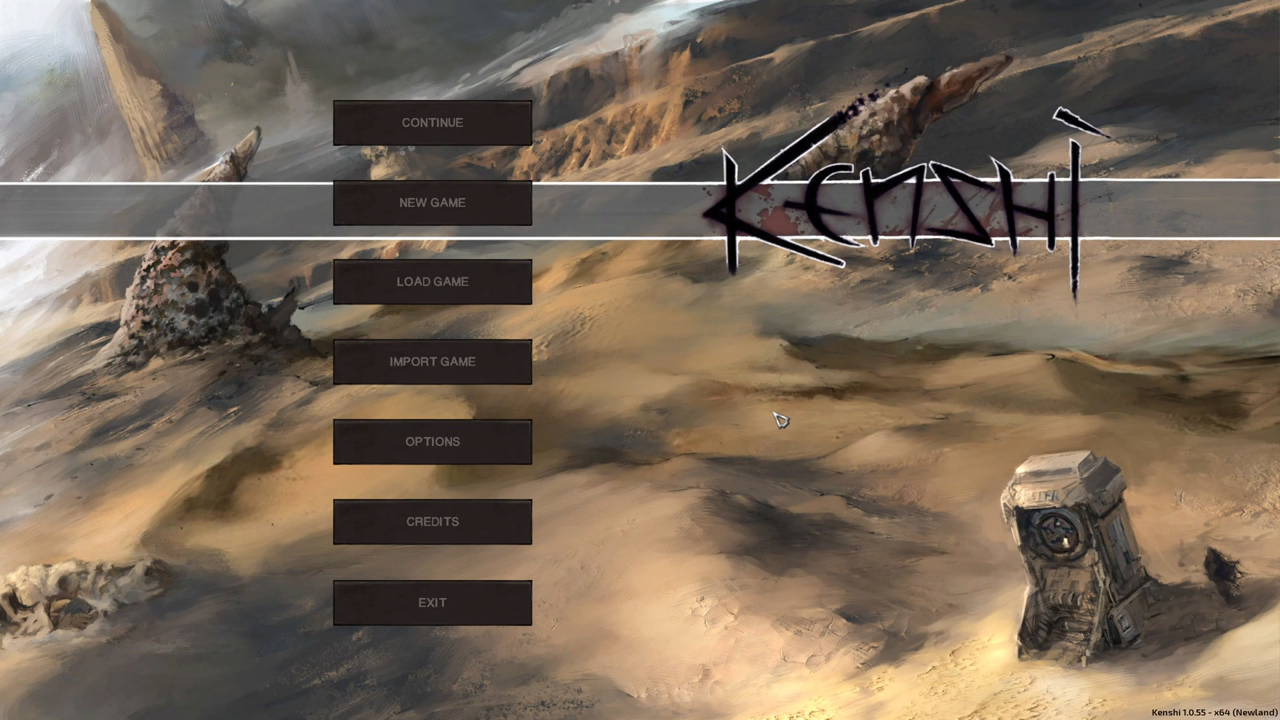 CONTINUE
NEW GAME
LOAD GAME
IMPORT GAME
OPTIONS
CREDITS
EXIT
KENSHI
Kenshi 1.0.55 - x64 (Newland)